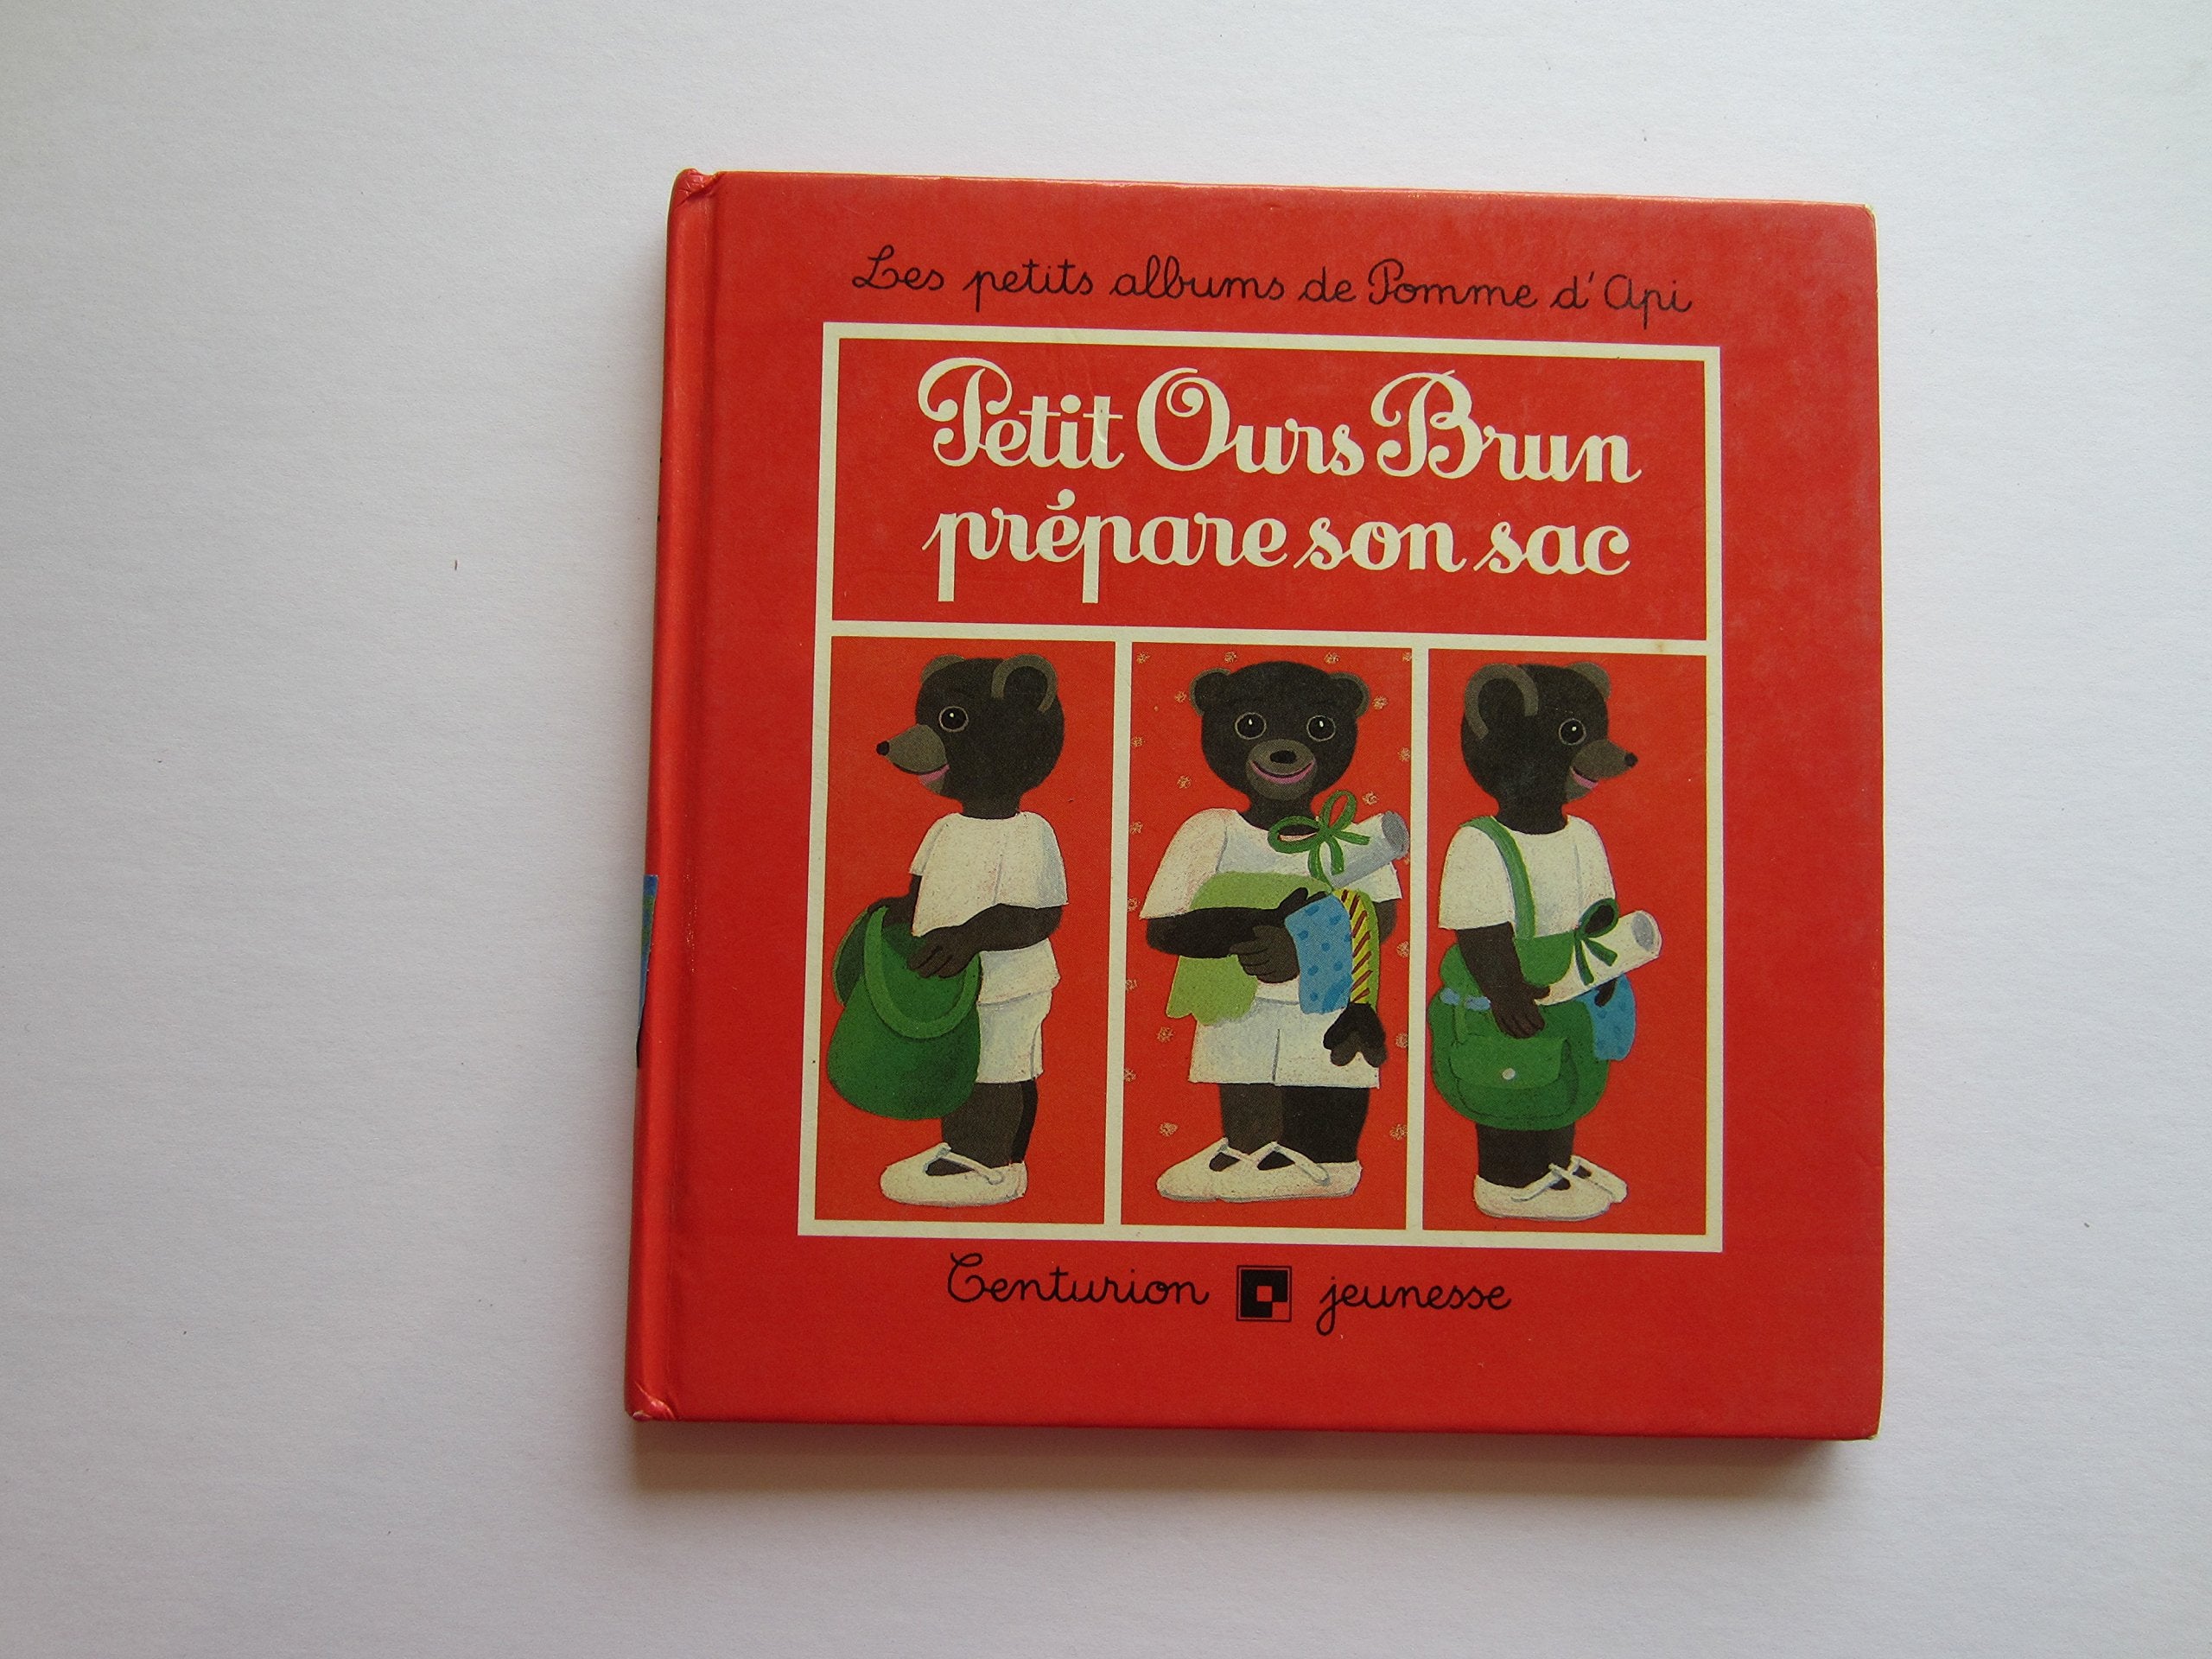 Les petits albums de Pomme d'Api
Petit Ours Brun
prépare son sac
Centurion jeunesse